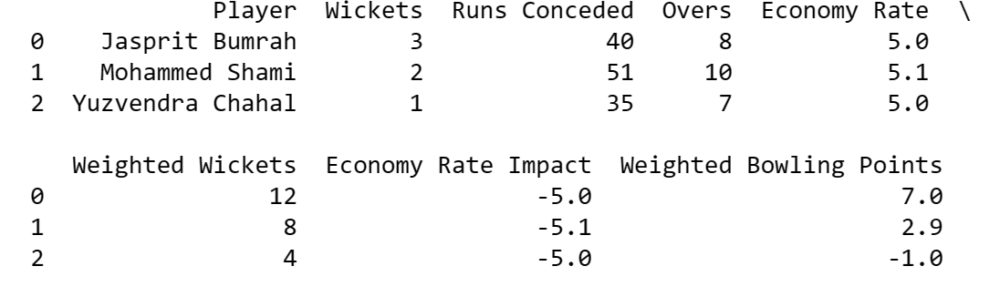 Player Wickets Runs Conceded Overs Economy Rate \
0 Jasprit Bumrah 3 40 8 5.0
1 Mohammed Shami 2 51 10 5.1
2 Yuzvendra Chahal 1 35 7 5.0
Weighted Wickets Economy Rate Impact Weighted Bowling Points
0 12 -5.0 7.0
1 8 -5.1 2.9
2 4 -5.0 -1.0